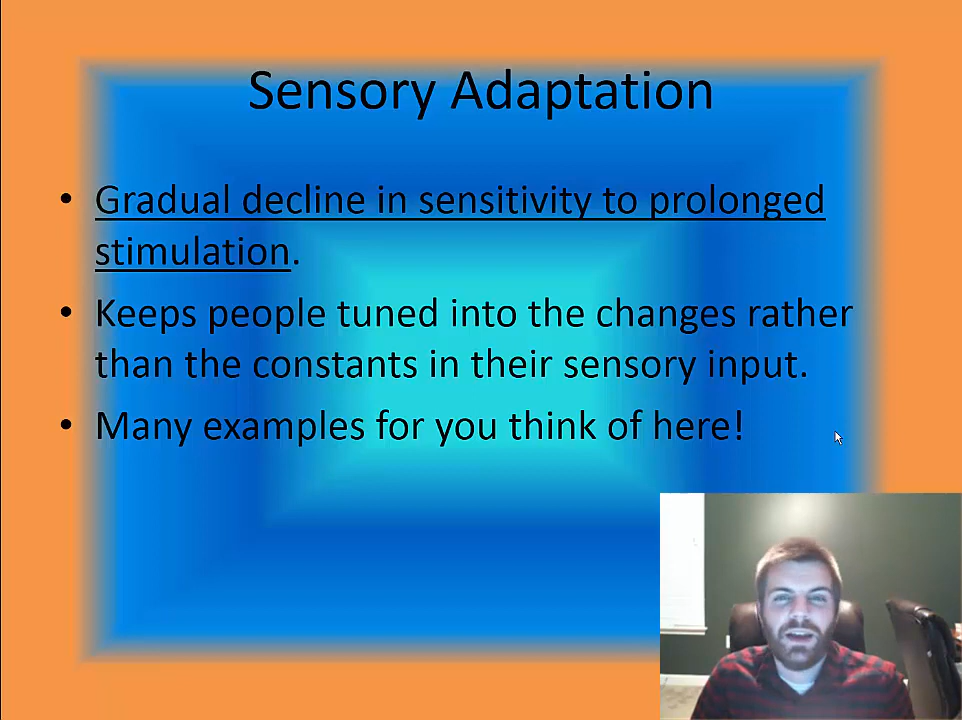 Sensory Adaptation
• Gradual decline in sensitivity to prolonged
stimulation.
• Keeps people tuned into the changes rather
than the constants in their sensory input.
• Many examples for you think of here!